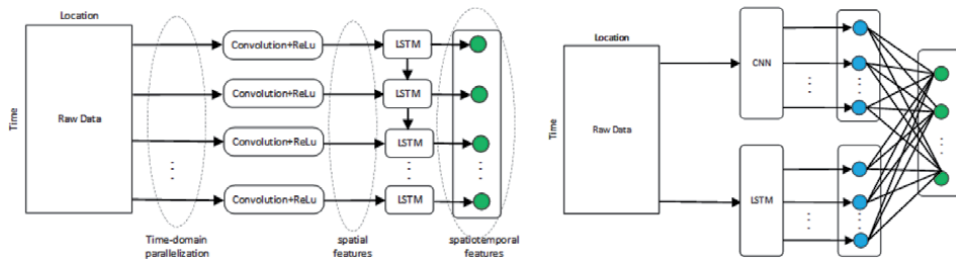 Location
Time
Raw Data
Convolution+ReLu
Convolution+ReLu
Convolution+ReLu
Convolution+ReLu
LSTM
LSTM
LSTM
LSTM
Time-domain
parallelization
spatial
features
spatiotemporal
features
Location
Time
Raw Data
CNN
LSTM